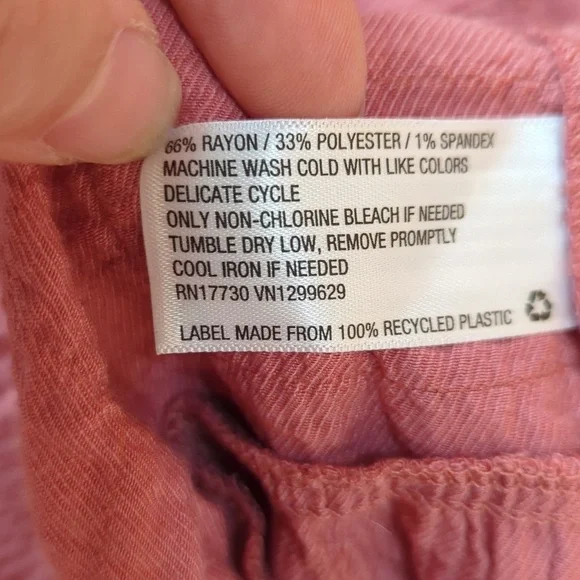 66% RAYON / 33% POLYESTER / 1% SPANDEX
MACHINE WASH COLD WITH LIKE COLORS
DELICATE CYCLE
ONLY NON-CHLORINE BLEACH IF NEEDED
TUMBLE DRY LOW, REMOVE PROMPTLY
COOL IRON IF NEEDED
RN17730 VN1299629
LABEL MADE FROM 100% RECYCLED PLASTIC